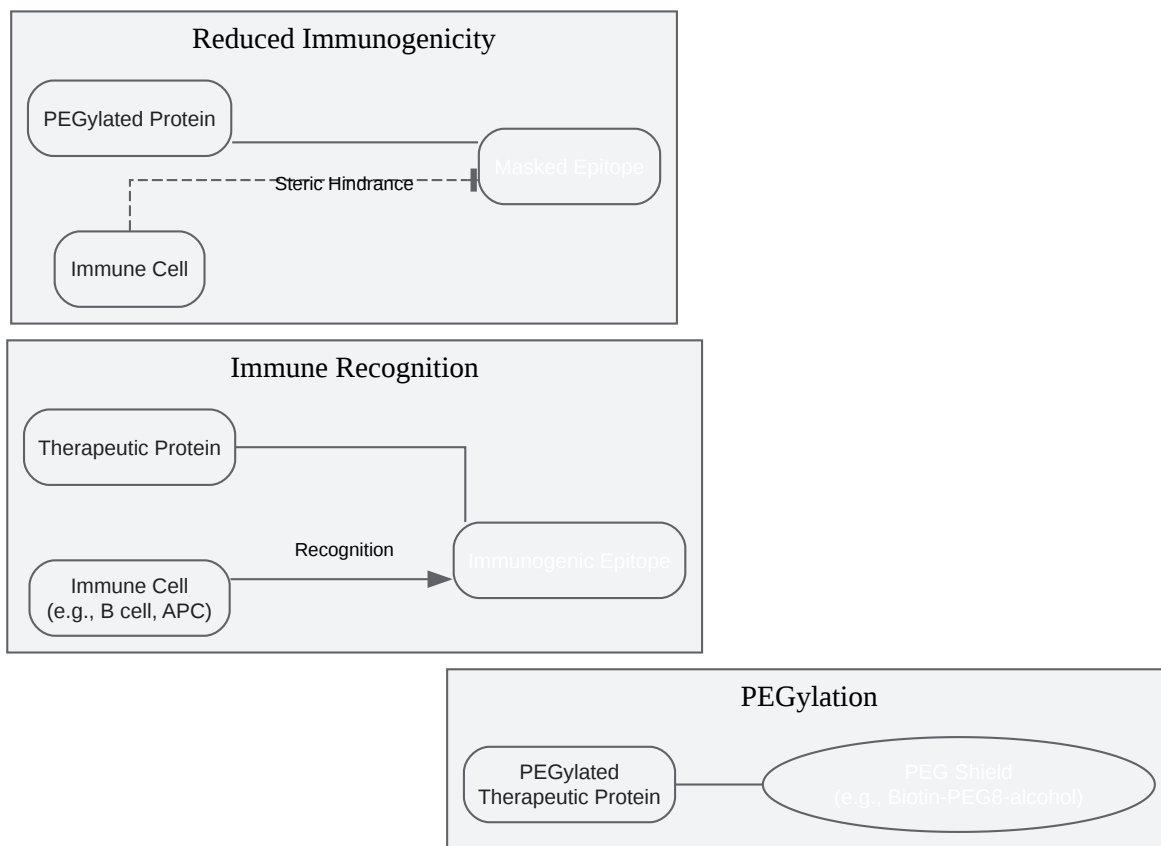 Reduced Immunogenicity
PEGylated Protein
Masked Epitope
Steric Hindrance
Immune Cell
Immune Recognition
Therapeutic Protein
Recognition
Immunogenic Epitope
Immune Cell
(e.g., B cell, APC)
PEGylation
PEGylated
Therapeutic Protein
PEG Shield
(e.g., Biotin-PEG8-alcohol)